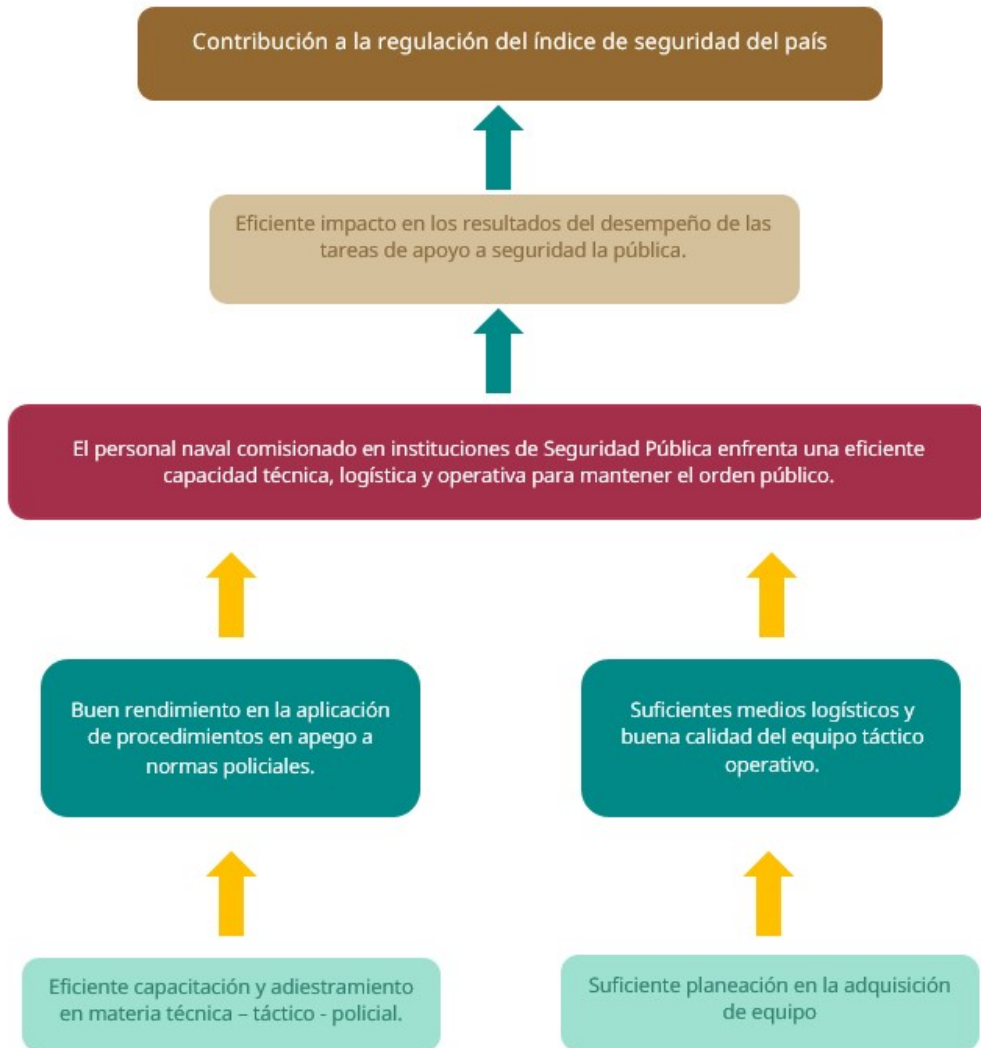 Contribución a la regulación del índice de seguridad del país
Eficiente impacto en los resultados del desempeño de las
tareas de apoyo a seguridad la pública.
El personal naval comisionado en instituciones de Seguridad Pública enfrenta una eficiente
capacidad técnica, logística y operativa para mantener el orden público.
Buen rendimiento en la aplicación
de procedimientos en apego a
normas policiales.
Suficientes medios logísticos y
buena calidad del equipo táctico
operativo.
Eficiente capacitación y adiestramiento
en materia técnica – táctico - policial.
Suficiente planeación en la adquisición
de equipo